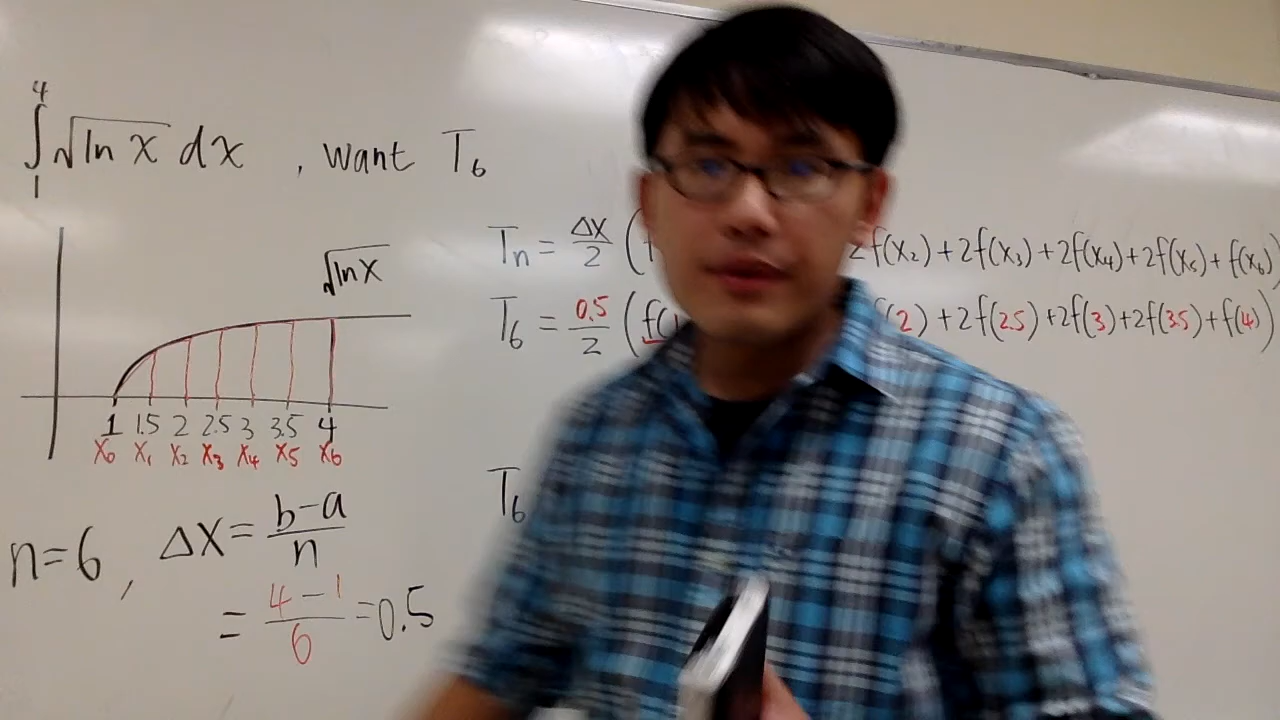 ∫₁⁴ √ln x dx , want T₆
√ln x
1 1.5 2 2.5 3 3.5 4
x₀ x₁ x₂ x₃ x₄ x₅ x₆
n=6, Δx = (b-a)/n
= (4-1)/6 = 0.5
Tₙ = Δx/2 (f 2f(x₂)+2f(x₃)+2f(x₄)+2f(x₅)+f(x₆))
T₆ = 0.5/2 (f( (2)+2f(2.5)+2f(3)+2f(3.5)+f(4))
T₆